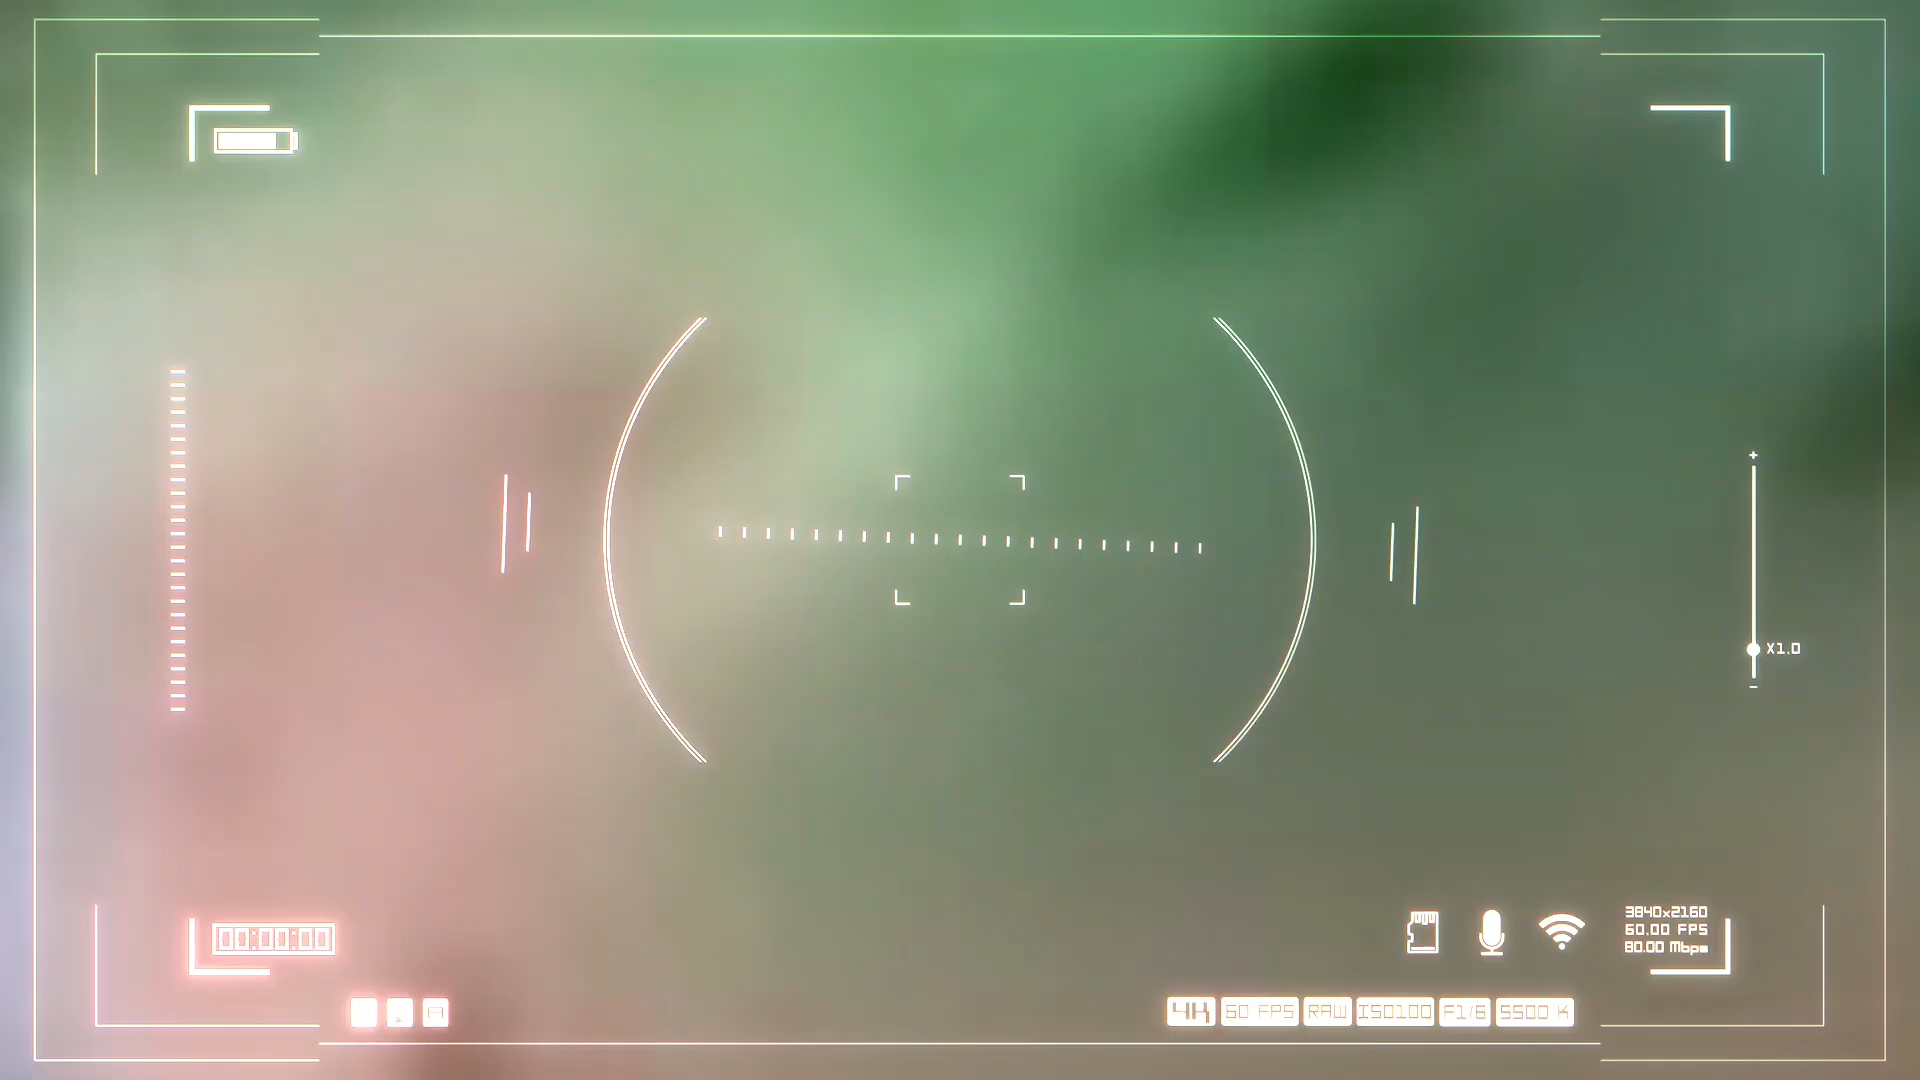 +
X1.0
-
00:00:00
3840x2160
60.00 FPS
80.00 Mbps
A
4K 60 FPS RAW ISO100 F1/6 5500 K